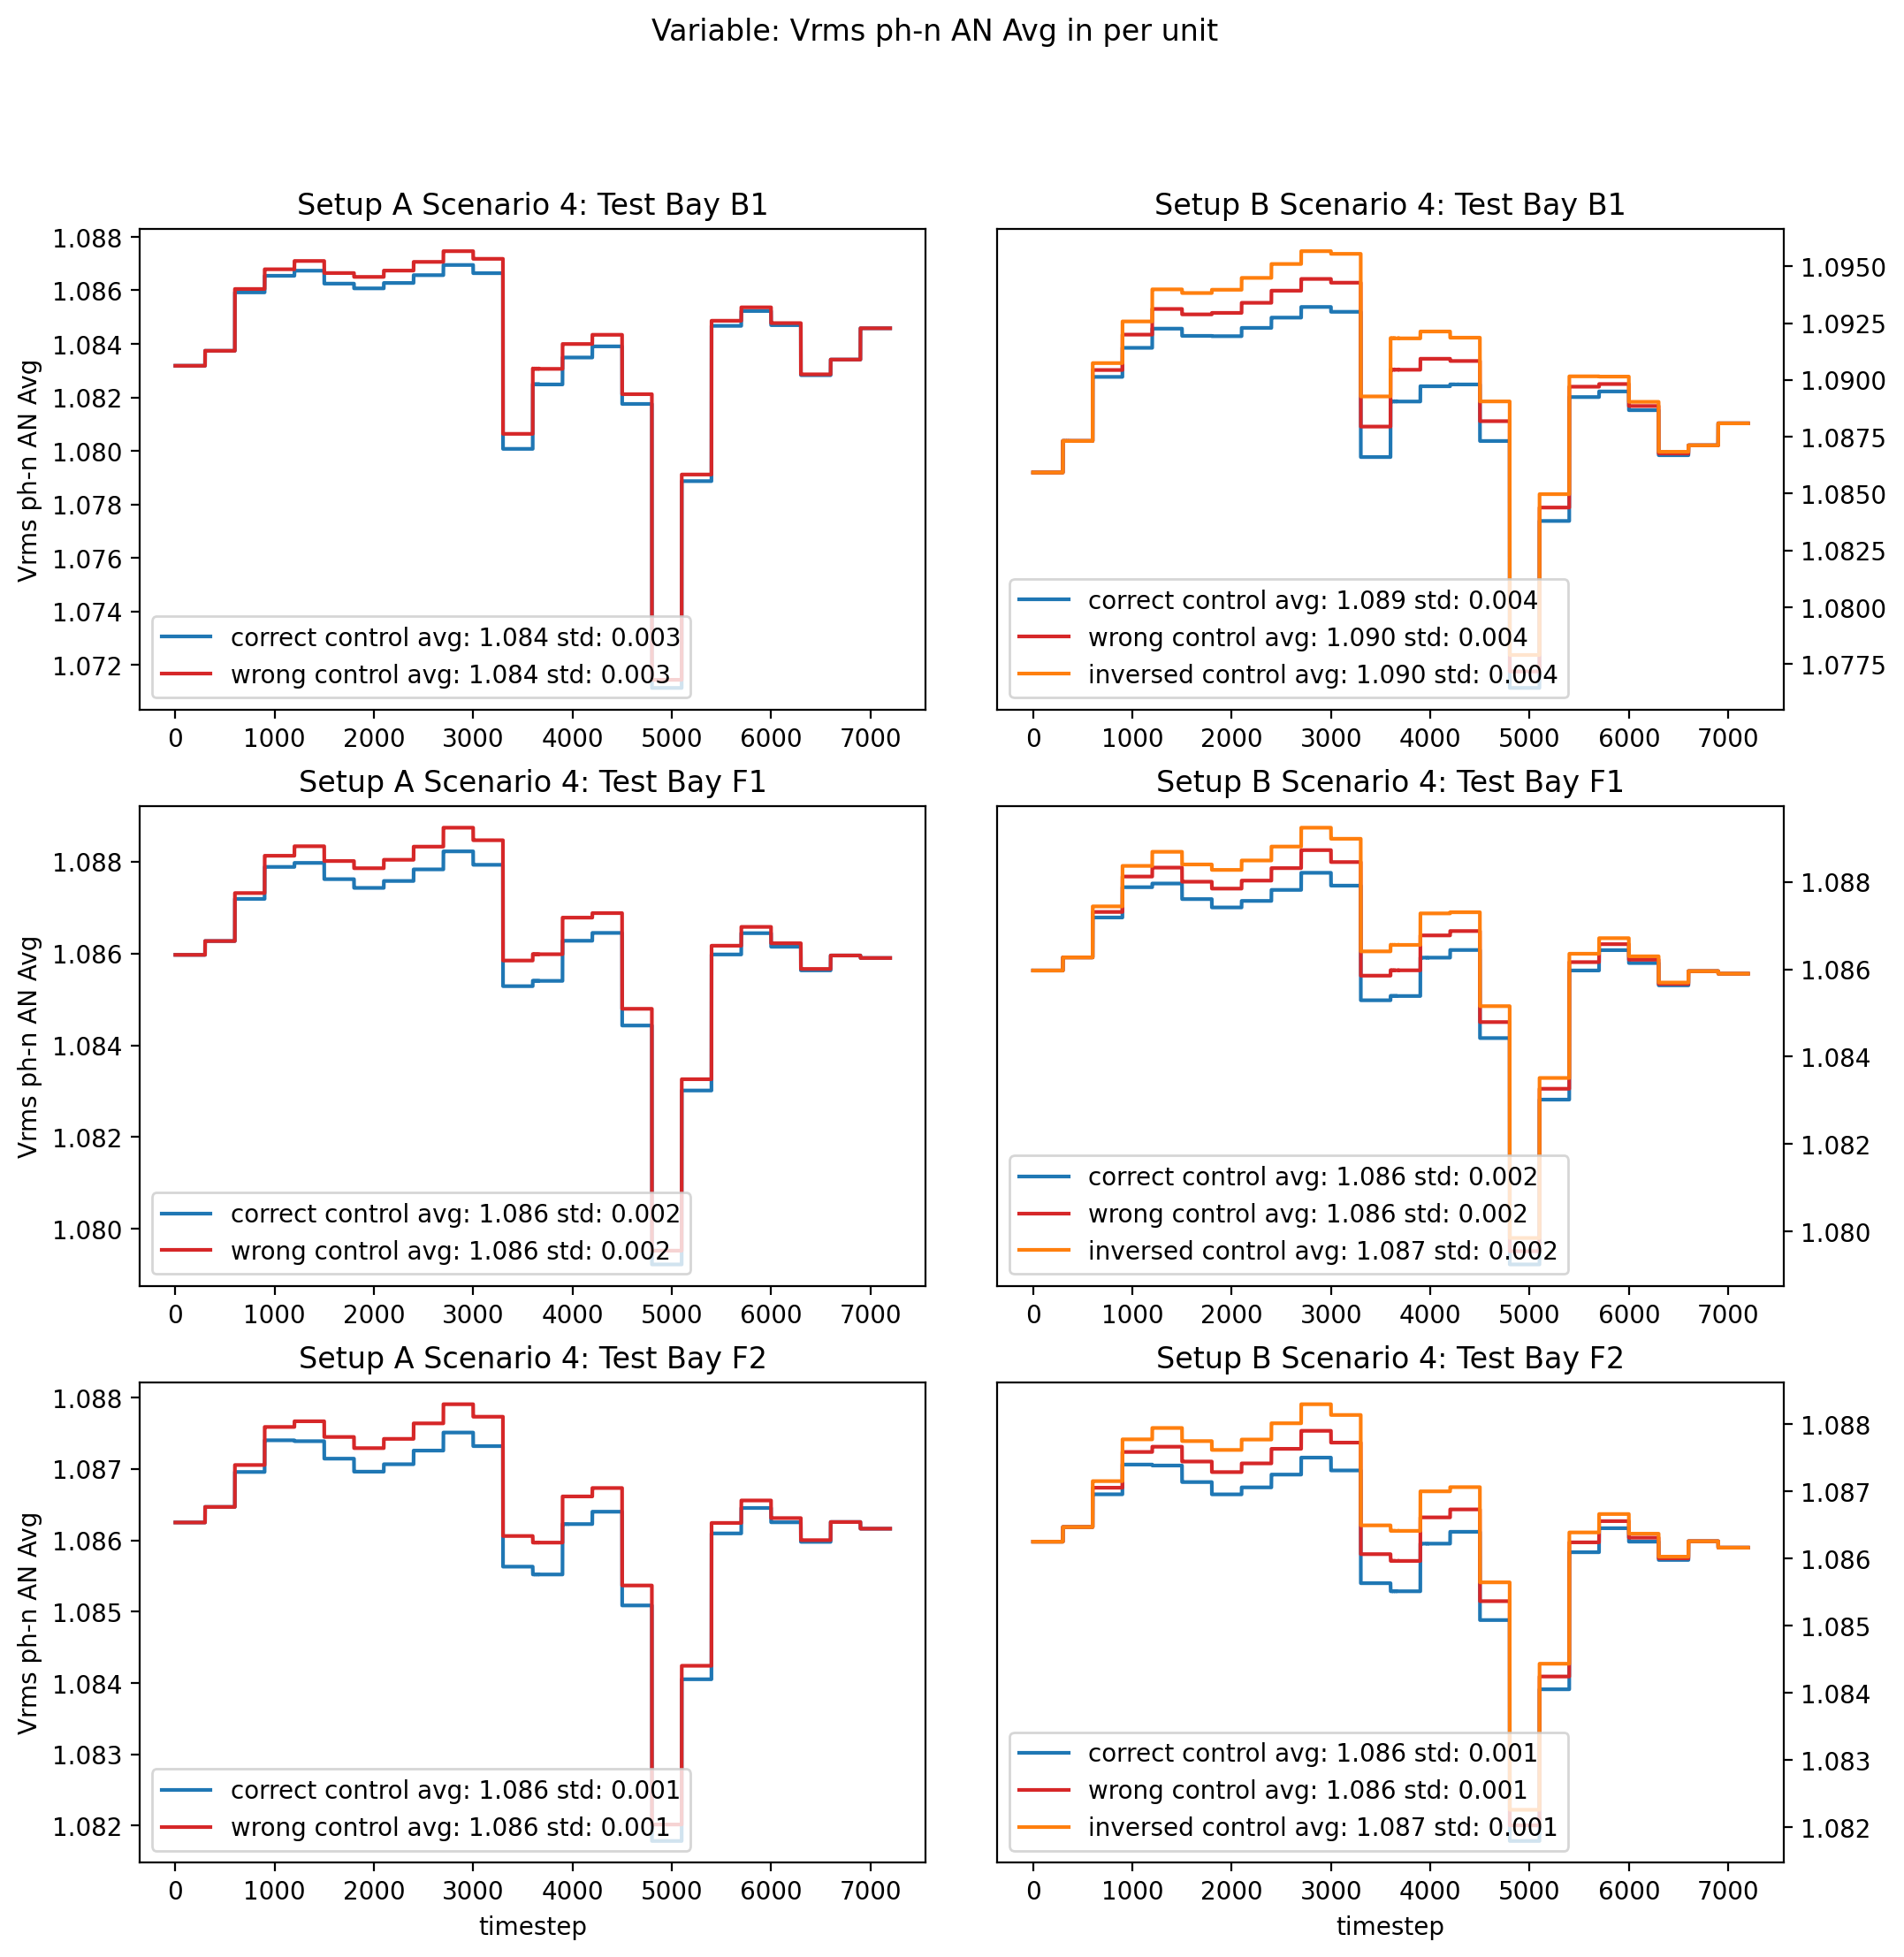 Variable: Vrms ph-n AN Avg in per unit
Setup A Scenario 4: Test Bay B1
Vrms ph-n AN Avg
1.088
1.086
1.084
1.082
1.080
1.078
1.076
1.074
1.072
correct control avg: 1.084 std: 0.003
wrong control avg: 1.084 std: 0.003
0 1000 2000 3000 4000 5000 6000 7000
Setup B Scenario 4: Test Bay B1
1.0950
1.0925
1.0900
1.0875
1.0850
1.0825
1.0800
1.0775
correct control avg: 1.089 std: 0.004
wrong control avg: 1.090 std: 0.004
inversed control avg: 1.090 std: 0.004
0 1000 2000 3000 4000 5000 6000 7000
Setup A Scenario 4: Test Bay F1
Vrms ph-n AN Avg
1.088
1.086
1.084
1.082
1.080
correct control avg: 1.086 std: 0.002
wrong control avg: 1.086 std: 0.002
0 1000 2000 3000 4000 5000 6000 7000
Setup B Scenario 4: Test Bay F1
1.088
1.086
1.084
1.082
1.080
correct control avg: 1.086 std: 0.002
wrong control avg: 1.086 std: 0.002
inversed control avg: 1.087 std: 0.002
0 1000 2000 3000 4000 5000 6000 7000
Setup A Scenario 4: Test Bay F2
Vrms ph-n AN Avg
1.088
1.087
1.086
1.085
1.084
1.083
1.082
correct control avg: 1.086 std: 0.001
wrong control avg: 1.086 std: 0.001
0 1000 2000 3000 4000 5000 6000 7000
timestep
Setup B Scenario 4: Test Bay F2
1.088
1.087
1.086
1.085
1.084
1.083
1.082
correct control avg: 1.086 std: 0.001
wrong control avg: 1.086 std: 0.001
inversed control avg: 1.087 std: 0.001
0 1000 2000 3000 4000 5000 6000 7000
timestep